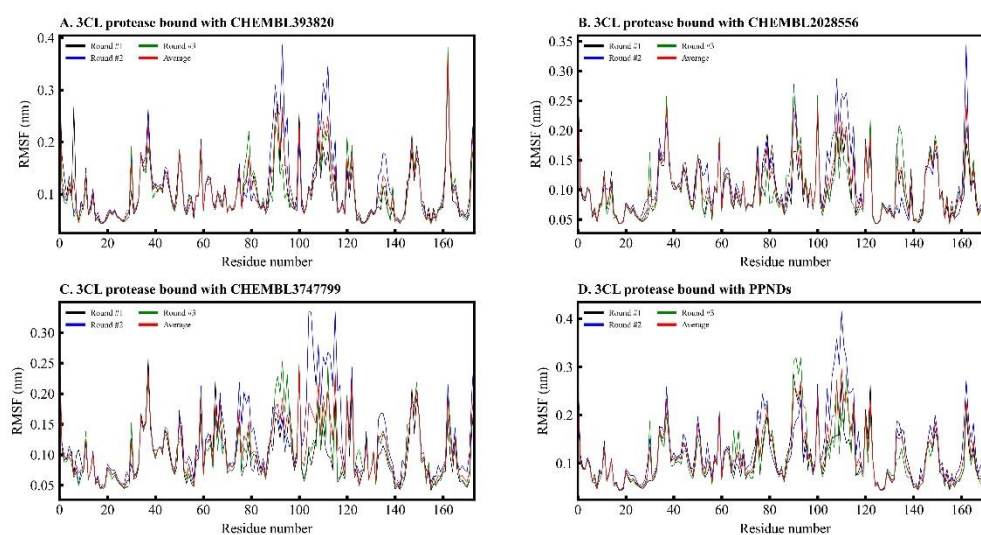 A. 3CL protease bound with CHEMBL393820
Round #1
Round #2
Round #3
Average
0.4
0.3
0.2
0.1
RMSF (nm)
0 20 40 60 80 100 120 140 160
Residue number
B. 3CL protease bound with CHEMBL2028556
Round #1
Round #2
Round #3
Average
0.35
0.30
0.25
0.20
0.15
0.10
0.05
RMSF (nm)
0 20 40 60 80 100 120 140 160
Residue number
C. 3CL protease bound with CHEMBL3747799
Round #1
Round #2
Round #3
Average
0.30
0.25
0.20
0.15
0.10
0.05
RMSF (nm)
0 20 40 60 80 100 120 140 160
Residue number
D. 3CL protease bound with PPNDs
Round #1
Round #2
Round #3
Average
0.4
0.3
0.2
0.1
RMSF (nm)
0 20 40 60 80 100 120 140 160
Residue number